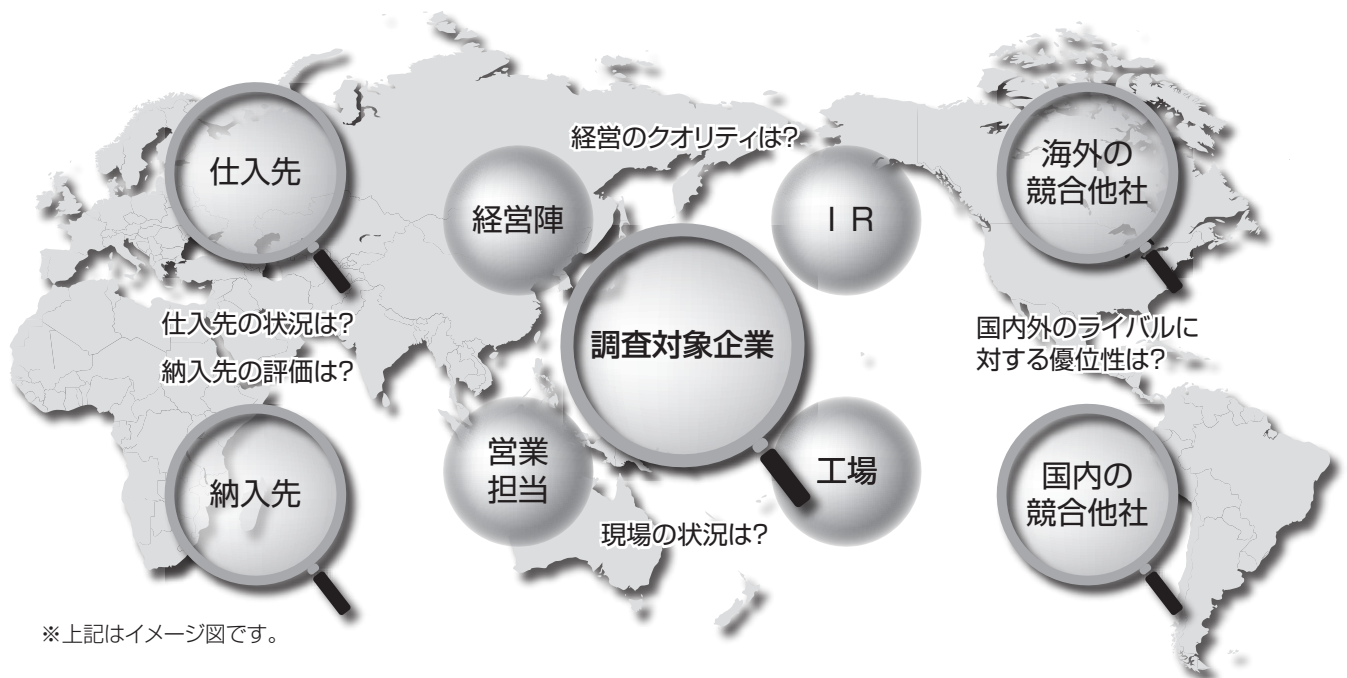 経営のクオリティは?
仕入先
経営陣
I R
海外の
競合他社
仕入先の状況は?
納入先の評価は?
調査対象企業
国内外のライバルに
対する優位性は?
納入先
営業
担当
工場
国内の
競合他社
現場の状況は?
※上記はイメージ図です。